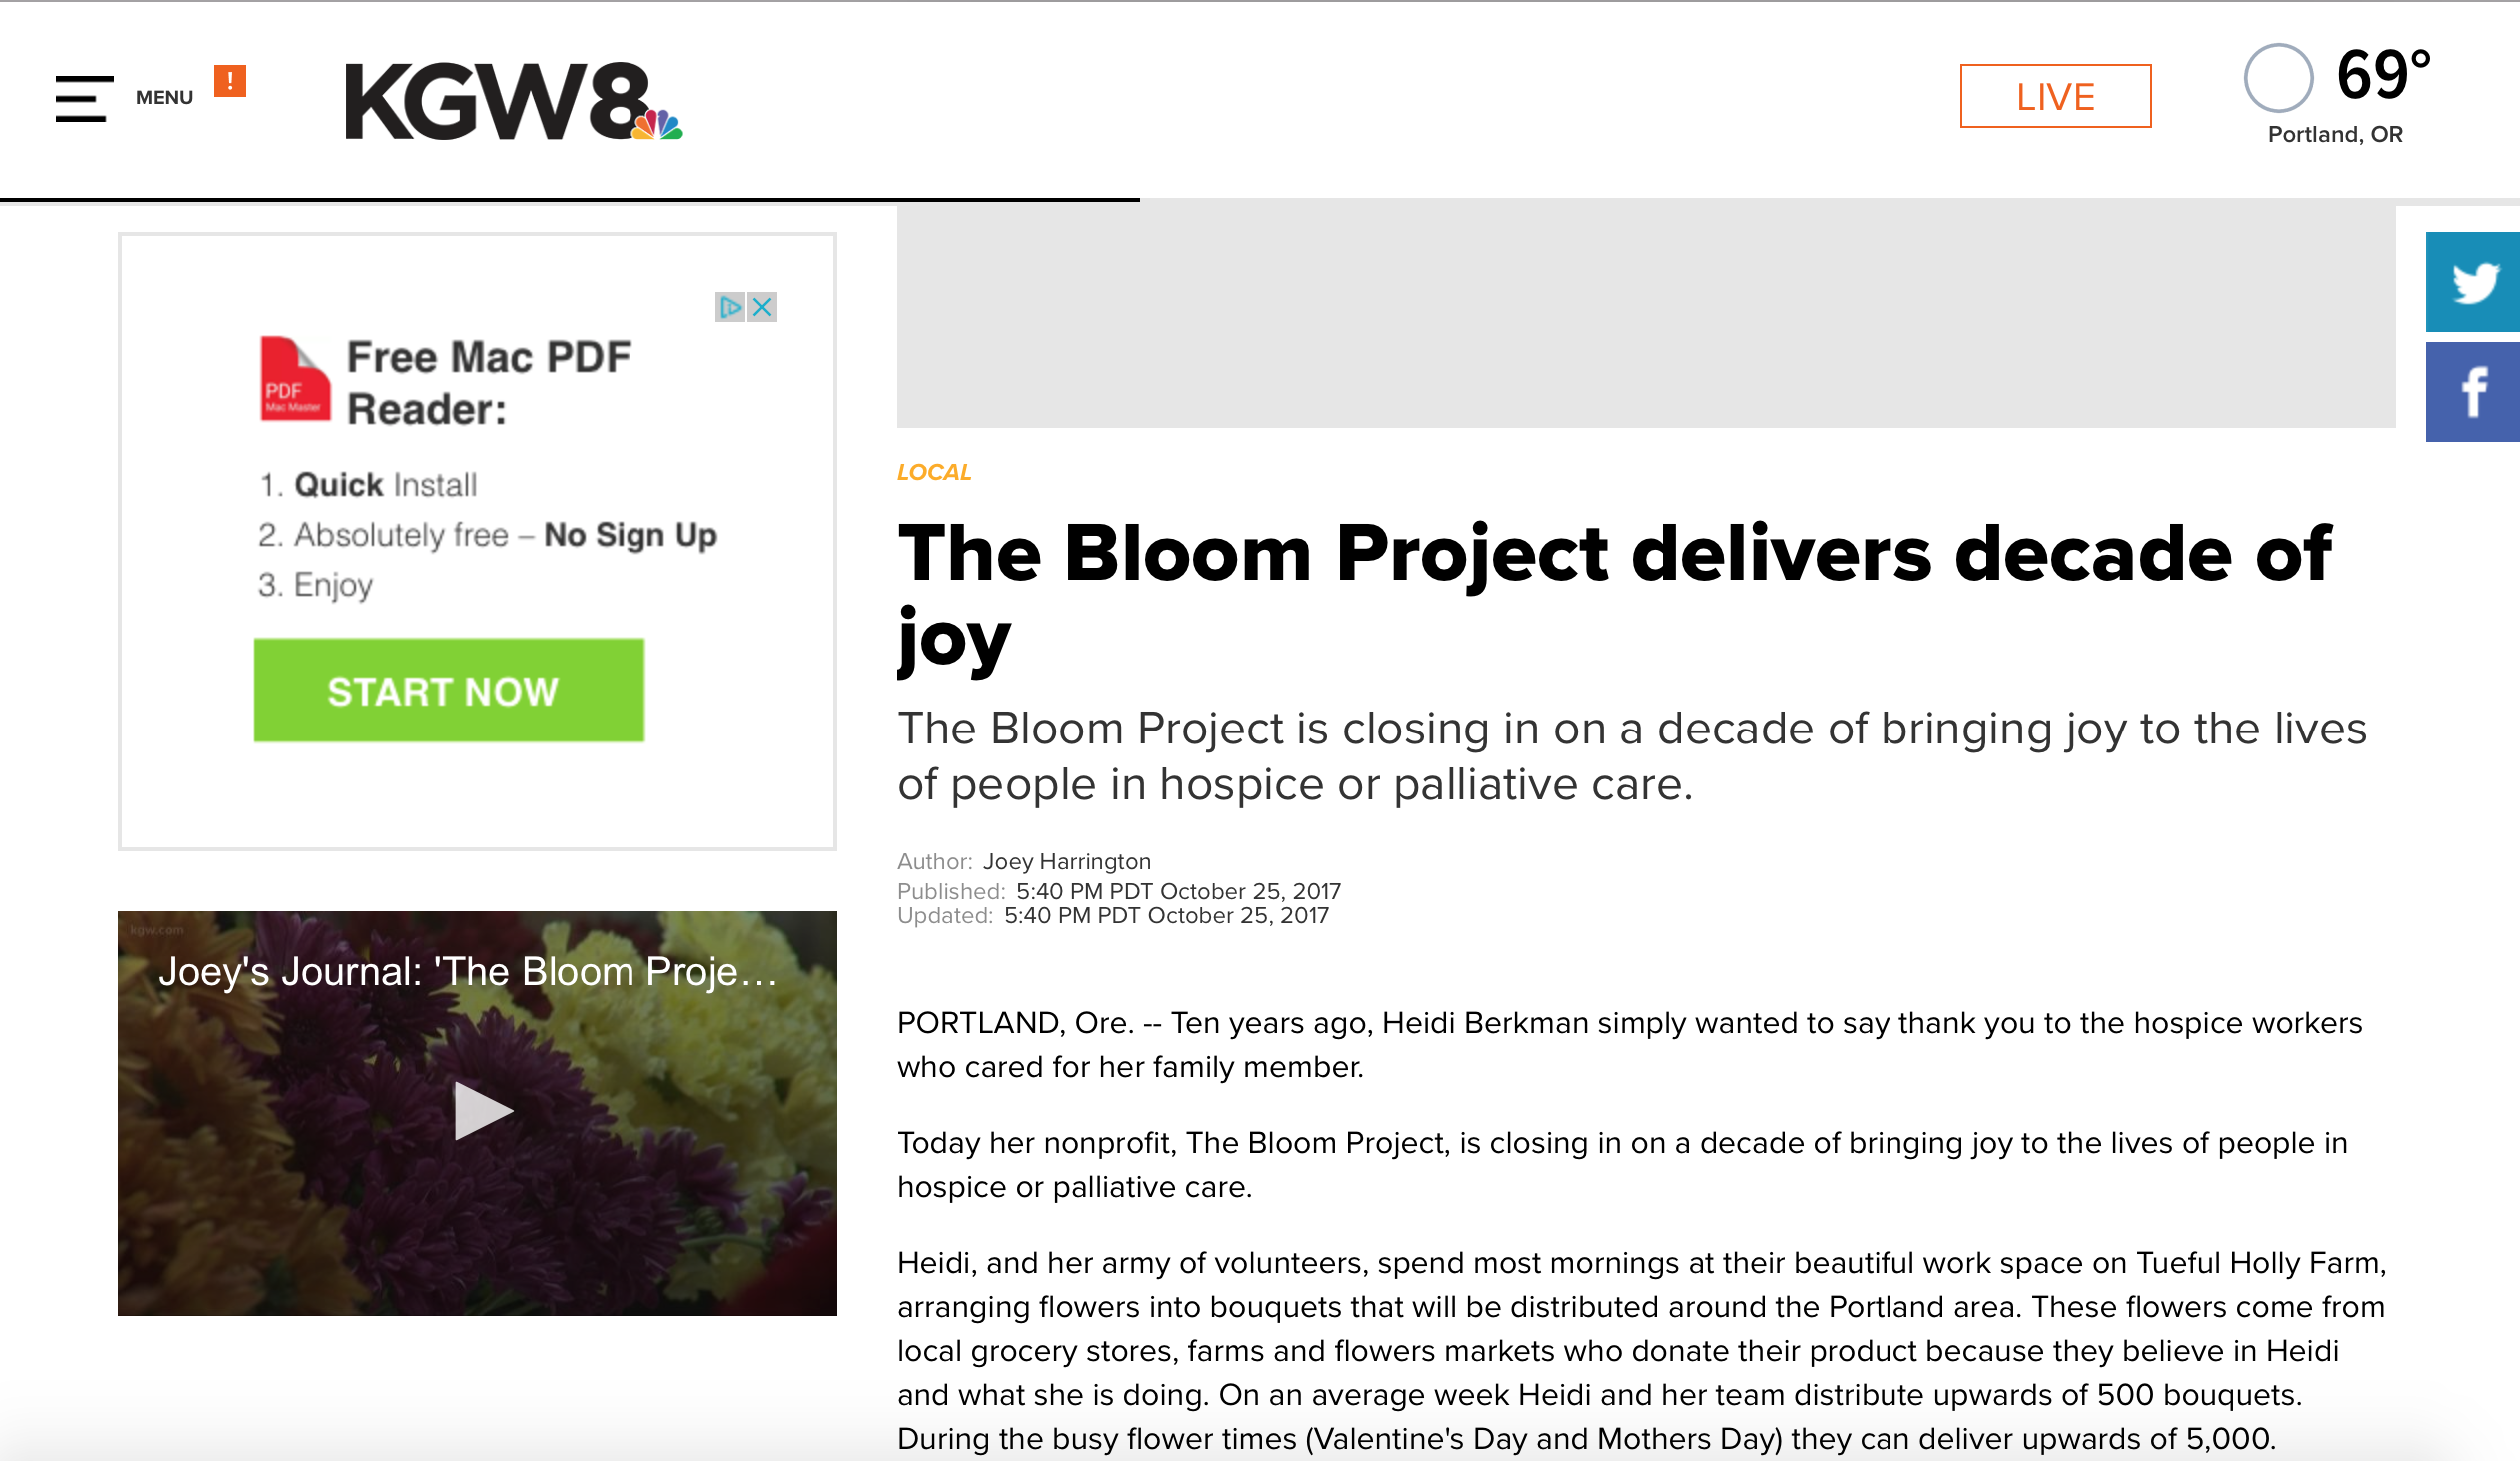 MENU
!
KGW8
LIVE
69°
Portland, OR
PDF
Mac Master
Free Mac PDF
Reader:
1. Quick Install
2. Absolutely free – No Sign Up
3. Enjoy
START NOW
kgw.com
Joey's Journal: 'The Bloom Proje...
LOCAL
The Bloom Project delivers decade of
joy
The Bloom Project is closing in on a decade of bringing joy to the lives
of people in hospice or palliative care.
Author: Joey Harrington
Published: 5:40 PM PDT October 25, 2017
Updated: 5:40 PM PDT October 25, 2017
PORTLAND, Ore. -- Ten years ago, Heidi Berkman simply wanted to say thank you to the hospice workers
who cared for her family member.
Today her nonprofit, The Bloom Project, is closing in on a decade of bringing joy to the lives of people in
hospice or palliative care.
Heidi, and her army of volunteers, spend most mornings at their beautiful work space on Tueful Holly Farm,
arranging flowers into bouquets that will be distributed around the Portland area. These flowers come from
local grocery stores, farms and flowers markets who donate their product because they believe in Heidi
and what she is doing. On an average week Heidi and her team distribute upwards of 500 bouquets.
During the busy flower times (Valentine's Day and Mothers Day) they can deliver upwards of 5,000.